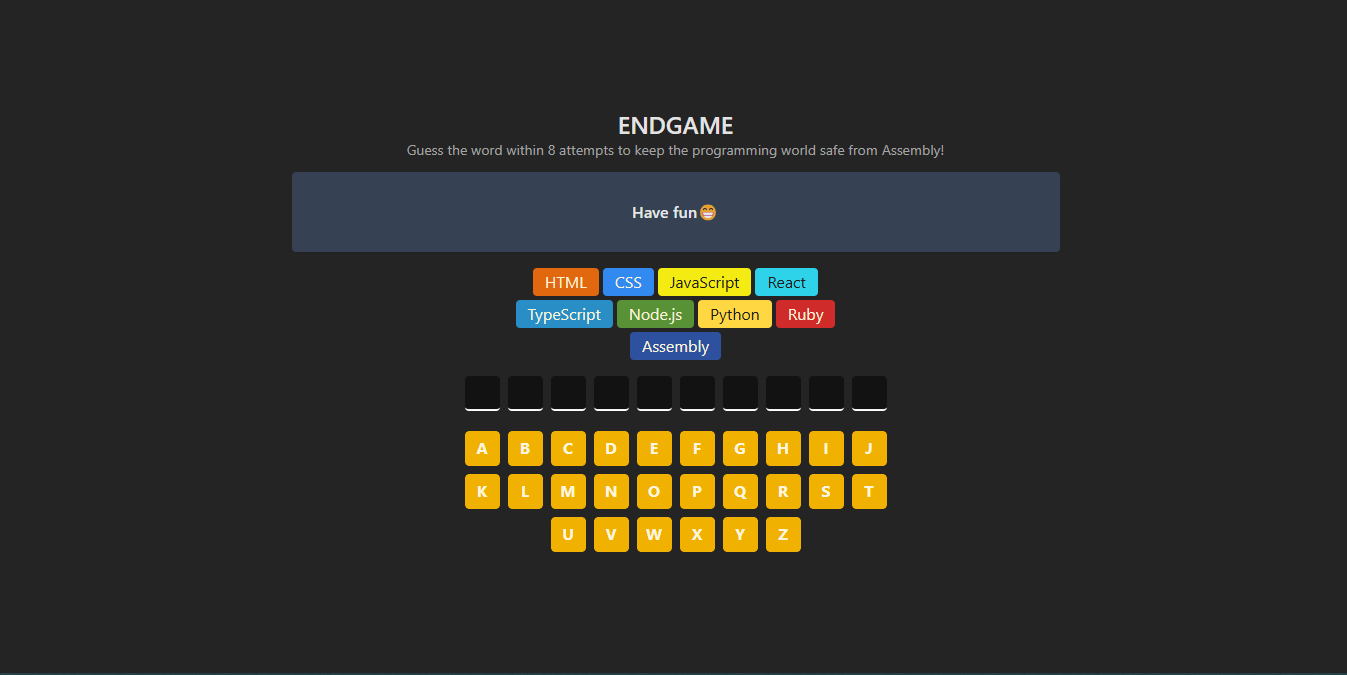 ENDGAME
Guess the word within 8 attempts to keep the programming world safe from Assembly!
Have fun😁
HTML CSS JavaScript React
TypeScript Node.js Python Ruby
Assembly
A B C D E F G H I J
K L M N O P Q R S T
U V W X Y Z